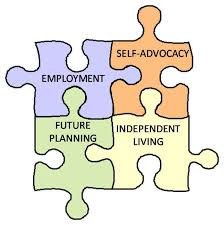 SELF-ADVOCACY
EMPLOYMENT
FUTURE
PLANNING
INDEPENDENT
LIVING